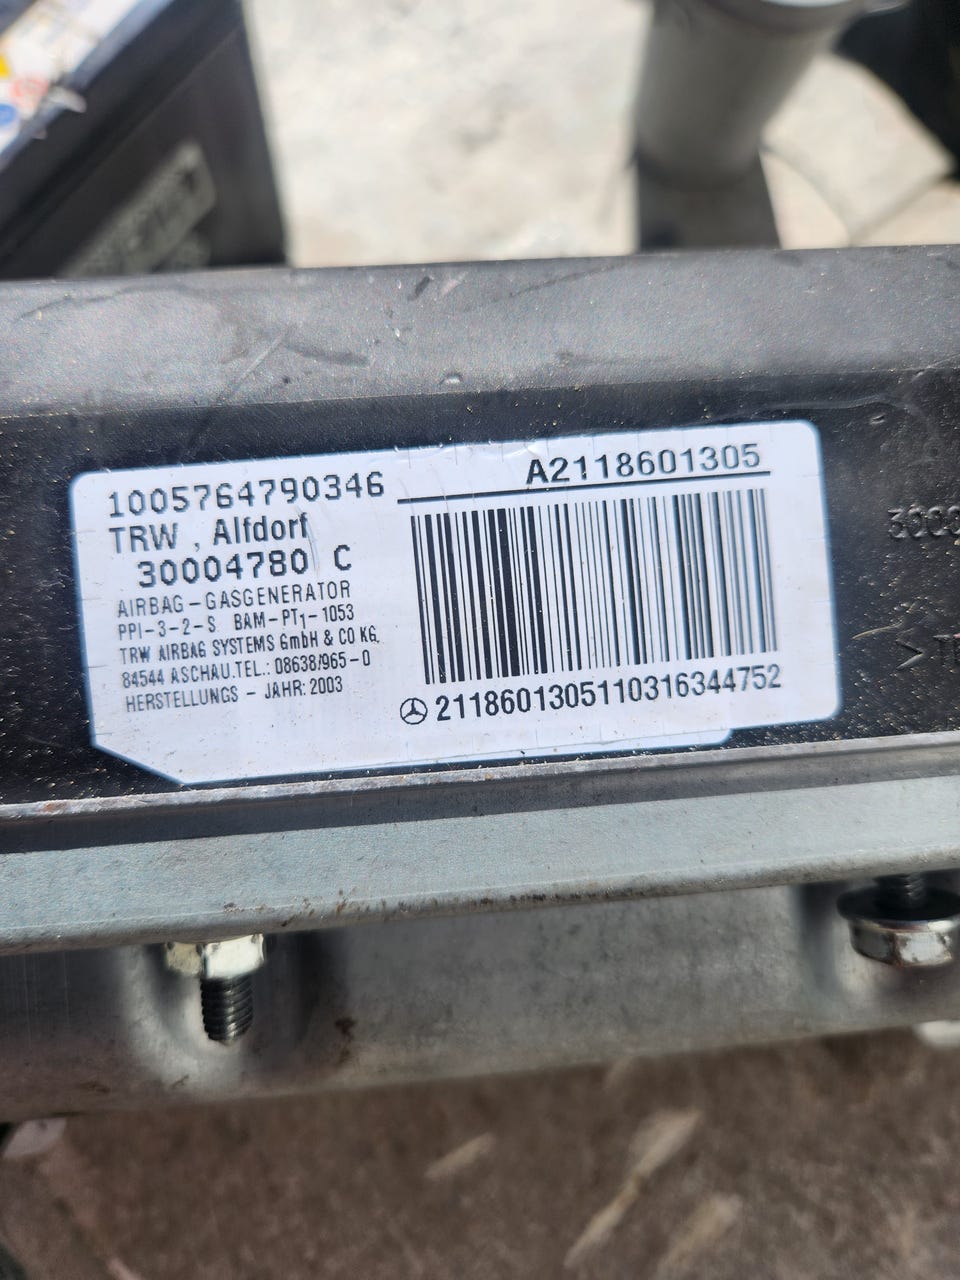 1005764790346
A2118601305
TRW , Alfdorf
30004780 C
AIRBAG-GASGENERATOR
PPI-3-2-S BAM-PT1-1053
TRW AIRBAG SYSTEMS GmbH & CO KG.
84544 ASCHAU.TEL.: 08638/965-0
HERSTELLUNGS - JAHR: 2003
2118601305110316344752